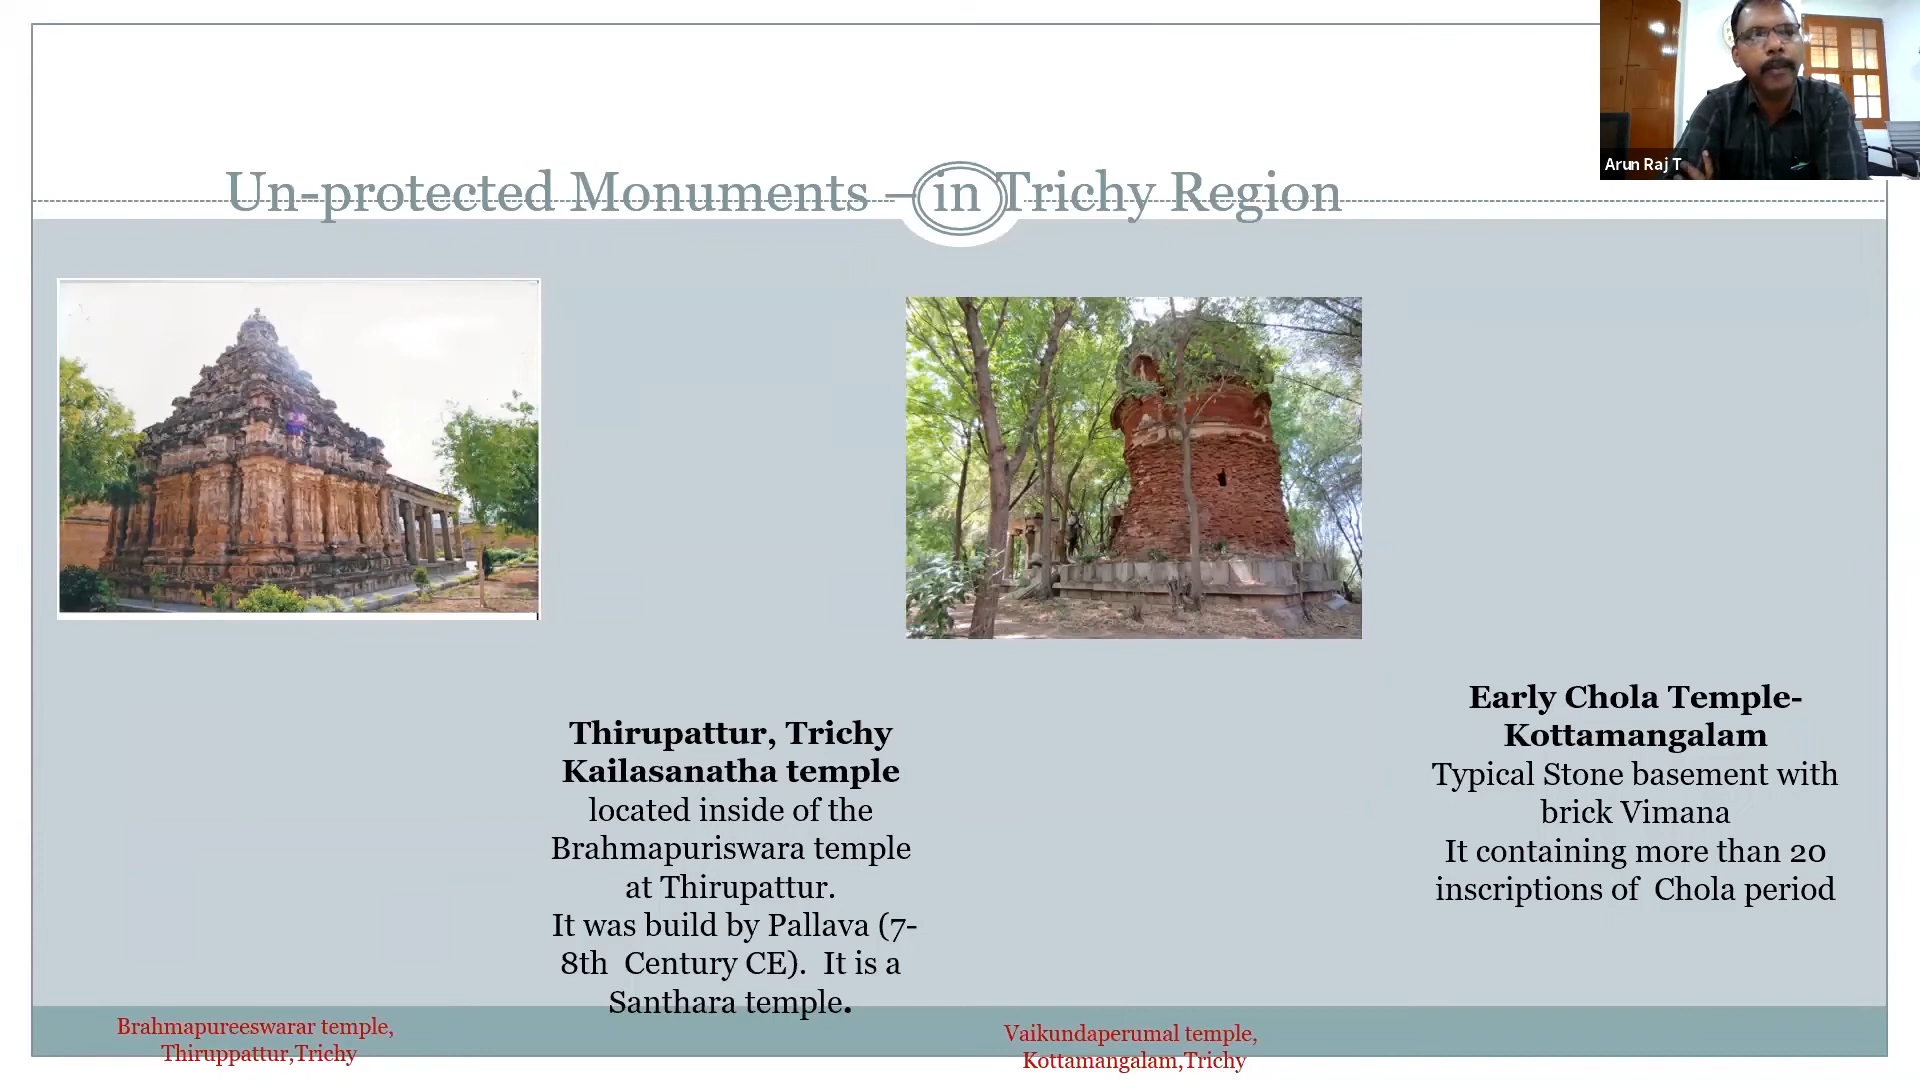 Arun Raj T
Un-protected Monuments – in Trichy Region
Thirupattur, Trichy
Kailasanatha temple
located inside of the
Brahmapuriswara temple
at Thirupattur.
It was build by Pallava (7-
8th Century CE). It is a
Santhara temple.
Early Chola Temple-
Kottamangalam
Typical Stone basement with
brick Vimana
It containing more than 20
inscriptions of Chola period
Brahmapureeswarar temple,
Thiruppattur,Trichy
Vaikundaperumal temple,
Kottamangalam,Trichy